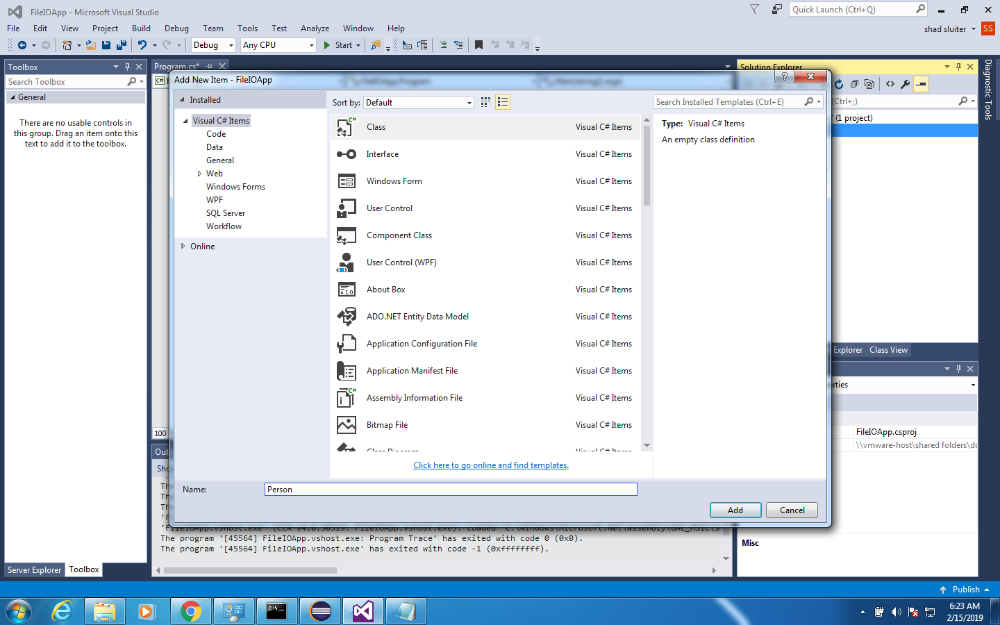 FileIOApp - Microsoft Visual Studio
Quick Launch (Ctrl+Q)
File Edit View Project Build Debug Team Tools Test Analyze Window Help
shad sluiter SS
Debug Any CPU Start
Toolbox
Search Toolbox
General
There are no usable controls in
this group. Drag an item onto this
text to add it to the toolbox.
Server Explorer Toolbox
Program.cs*
C#
Add New Item - FileIOApp
Installed
Visual C# Items
Code
Data
General
Web
Windows Forms
WPF
SQL Server
Workflow
Online
Sort by: Default
Search Installed Templates (Ctrl+E)
Class Visual C# Items
Interface Visual C# Items
Windows Form Visual C# Items
User Control Visual C# Items
Component Class Visual C# Items
User Control (WPF) Visual C# Items
About Box Visual C# Items
ADO.NET Entity Data Model Visual C# Items
Application Configuration File Visual C# Items
Application Manifest File Visual C# Items
Assembly Information File Visual C# Items
Bitmap File Visual C# Items
Class Diagram Visual C# Items
Click here to go online and find templates.
Type: Visual C# Items
An empty class definition
Name: Person
Add Cancel
100
Out
Sho
Th
Th
Th
'F
The program '[45564] FileIOApp.vshost.exe: Program Trace' has exited with code 0 (0x0).
The program '[45564] FileIOApp.vshost.exe' has exited with code -1 (0xffffffff).
Solution Explorer
(Ctrl+;)
(1 project)
Explorer Class View
rties
FileIOApp.csproj
\\vmware-host\shared folders\do
Misc
Diagnostic Tools
Publish
6:23 AM
2/15/2019